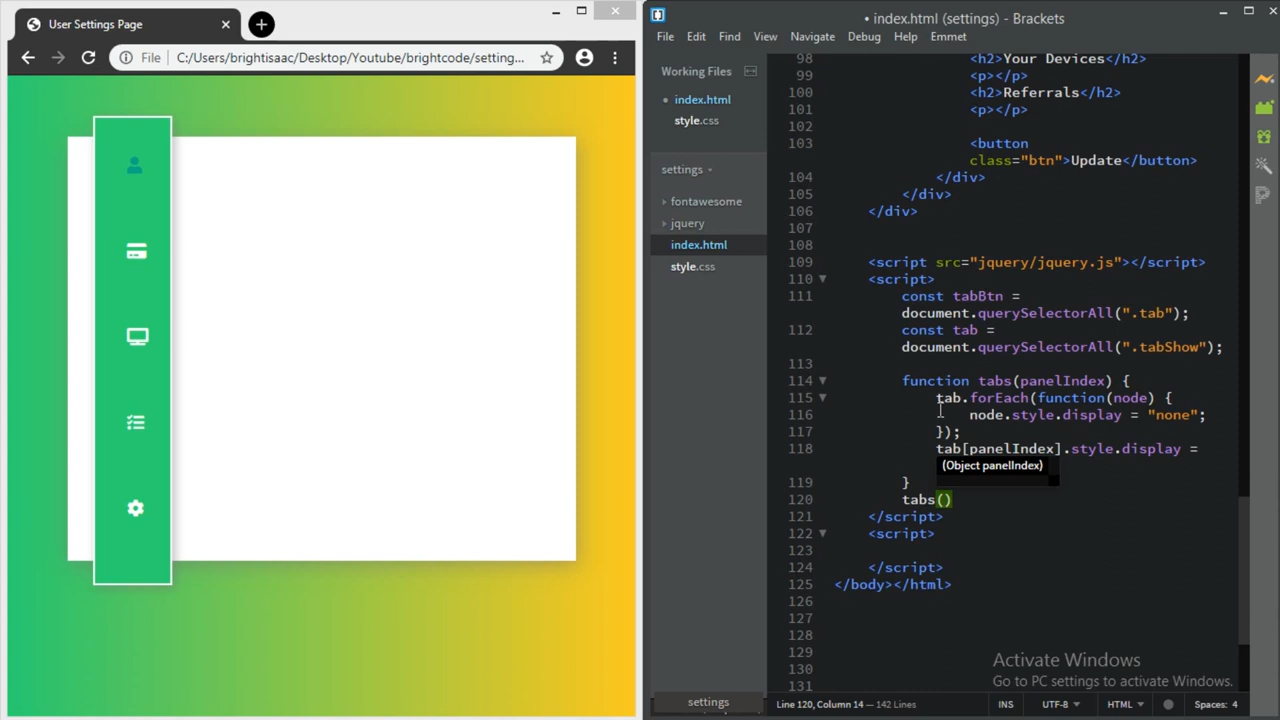 User Settings Page
File C:/Users/brightisaac/Desktop/Youtube/brightcode/setting...
• index.html (settings) - Brackets
File Edit Find View Navigate Debug Help Emmet
Working Files
index.html
style.css
settings
fontawesome
jquery
index.html
style.css
settings
98 <h2>Your Devices</h2>
99 <p></p>
100 <h2>Referrals</h2>
101 <p></p>
102
103 <button
class="btn">Update</button>
104 </div>
105 </div>
106 </div>
107
108
109 <script src="jquery/jquery.js"></script>
110 <script>
111 const tabBtn =
document.querySelectorAll(".tab");
112 const tab =
document.querySelectorAll(".tabShow");
113
114 function tabs(panelIndex) {
115 tab.forEach(function(node) {
116 node.style.display = "none";
117 });
118 tab[panelIndex].style.display =
(Object panelIndex)
119 }
120 tabs()
121 </script>
122 <script>
123
124 </script>
125 </body></html>
126
127
128
129
130
131
Activate Windows
Go to PC settings to activate Windows.
Line 120, Column 14 — 142 Lines
INS UTF-8 HTML Spaces: 4